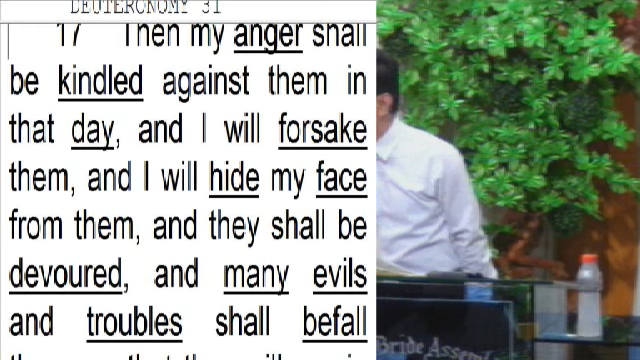 DEUTERONOMY 31
17 Then my anger shall
be kindled against them in
that day, and I will forsake
them, and I will hide my face
from them, and they shall be
devoured, and many evils
and troubles shall befall
Bride